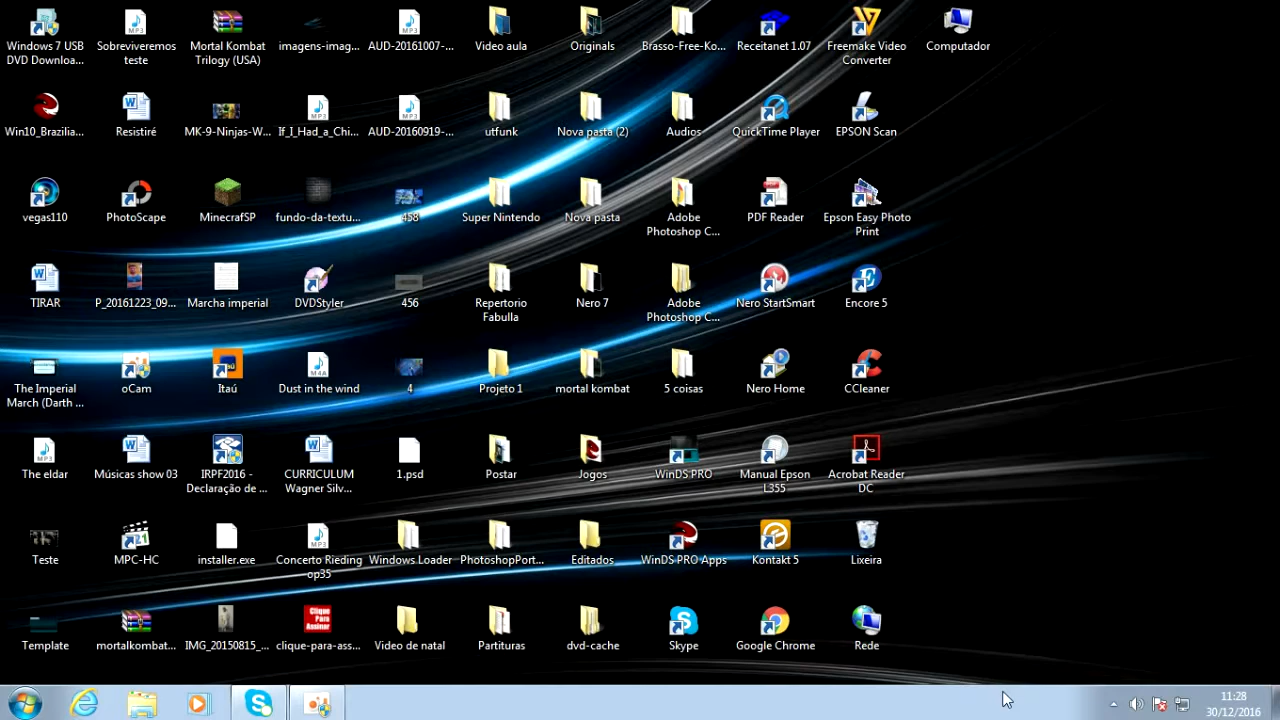 Windows 7 USB
DVD Downloa...
Sobreviveremos
teste
Mortal Kombat
Trilogy (USA)
imagens-imag...
AUD-20161007-...
Video aula
Originals
Brasso-Free-Ko...
Receitanet 1.07
Freemake Video
Converter
Computador
Win10_Brazilia...
Resistiré
MK-9-Ninjas-W...
If_I_Had_a_Chi...
AUD-20160919-...
utfunk
Nova pasta (2)
Audios
QuickTime Player
EPSON Scan
vegas110
PhotoScape
MinecrafSP
fundo-da-textu...
458
Super Nintendo
Nova pasta
Adobe
Photoshop C...
PDF Reader
Epson Easy Photo
Print
TIRAR
P_20161223_09...
Marcha imperial
DVDStyler
456
Repertorio
Fabulla
Nero 7
Adobe
Photoshop C...
Nero StartSmart
Encore 5
The Imperial
March (Darth ...
oCam
Itaú
Dust in the wind
4
Projeto 1
mortal kombat
5 coisas
Nero Home
CCleaner
The eldar
Músicas show 03
IRPF2016 -
Declaração de ...
CURRICULUM
Wagner Silv...
1.psd
Postar
Jogos
WinDS PRO
Manual Epson
L355
Acrobat Reader
DC
Teste
MPC-HC
installer.exe
Concerto Rieding
op35
Windows Loader
PhotoshopPort...
Editados
WinDS PRO Apps
Kontakt 5
Lixeira
Template
mortalkombat...
IMG_20150815_...
Clique
Para
Assinar
clique-para-ass...
Video de natal
Partituras
dvd-cache
Skype
Google Chrome
Rede
11:28
30/12/2016